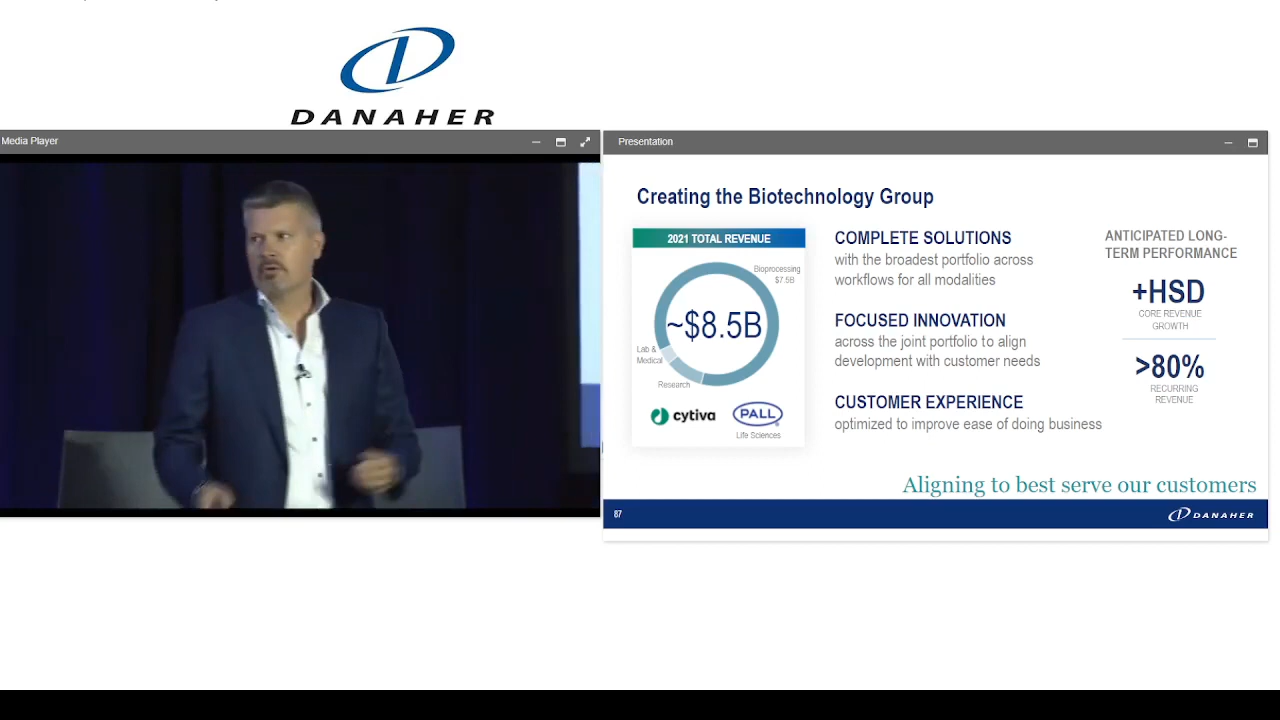 DANAHER
Media Player
Presentation
Creating the Biotechnology Group
2021 TOTAL REVENUE
Bioprocessing
$7.5B
~$8.5B
Lab &
Medical
Research
cytiva
PALL
Life Sciences
COMPLETE SOLUTIONS
with the broadest portfolio across
workflows for all modalities
FOCUSED INNOVATION
across the joint portfolio to align
development with customer needs
CUSTOMER EXPERIENCE
optimized to improve ease of doing business
ANTICIPATED LONG-
TERM PERFORMANCE
+HSD
CORE REVENUE
GROWTH
>80%
RECURRING
REVENUE
Aligning to best serve our customers
87
DANAHER